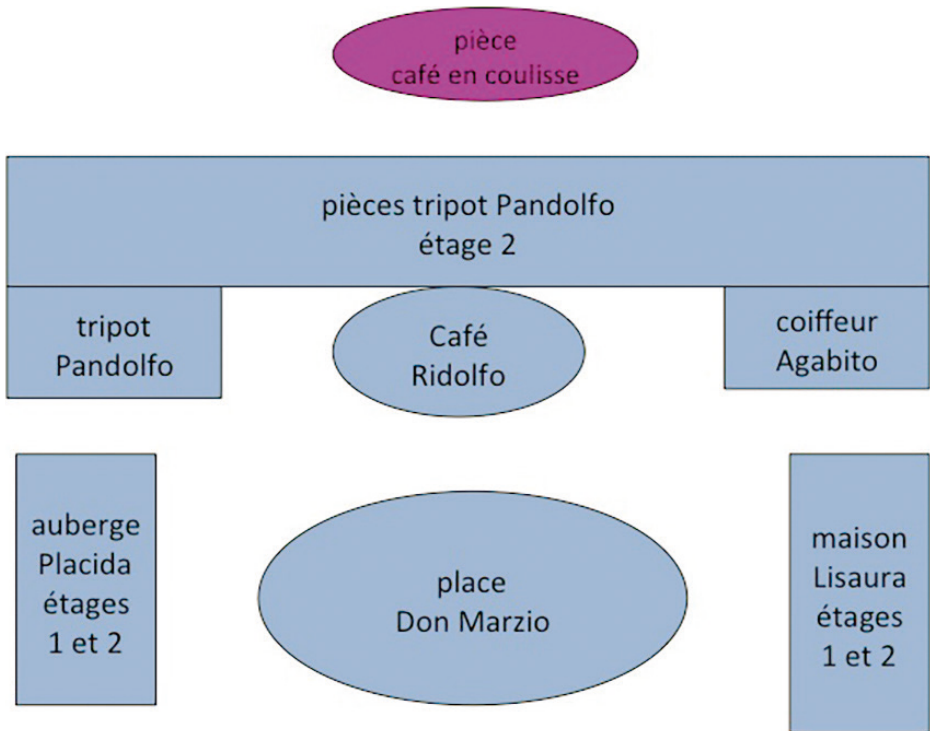 pièce
café en coulisse
pièces tripot Pandolfo
étage 2
tripot
Pandolfo
Café
Ridolfo
coiffeur
Agabito
auberge
Placida
étages
1 et 2
place
Don Marzio
maison
Lisaura
étages
1 et 2